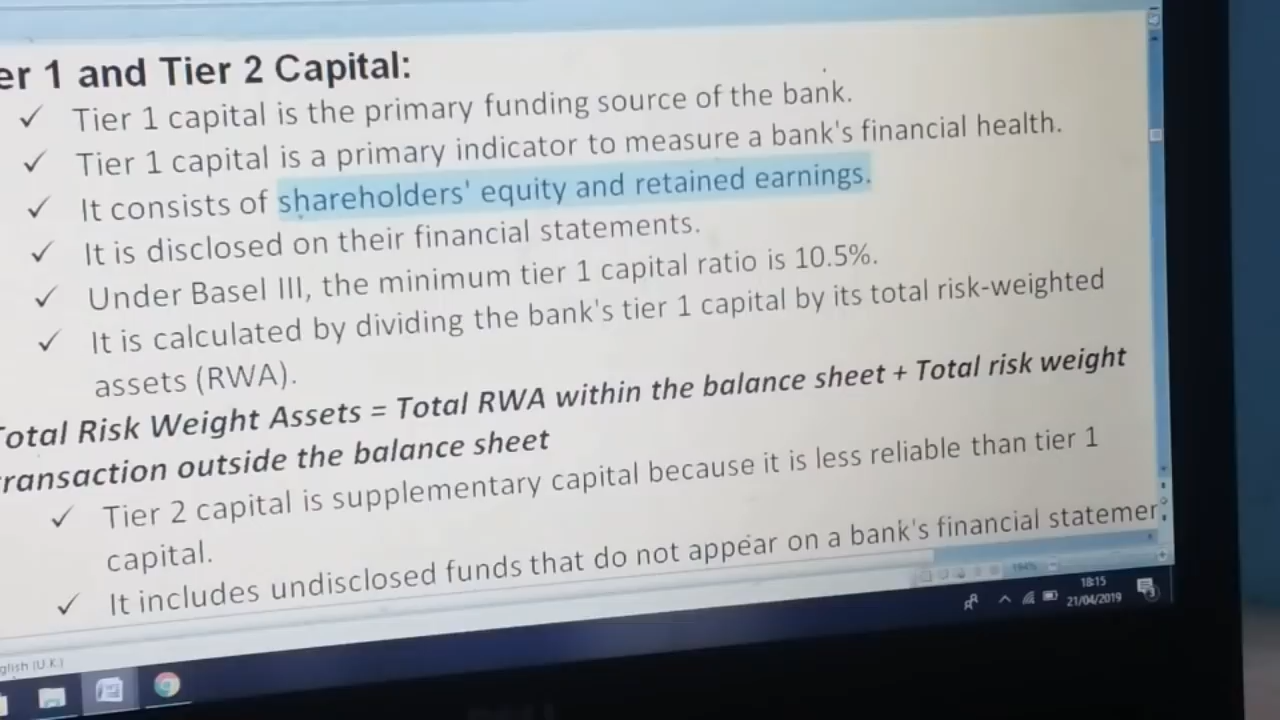 er 1 and Tier 2 Capital:
✓ Tier 1 capital is the primary funding source of the bank.
✓ Tier 1 capital is a primary indicator to measure a bank's financial health.
✓ It consists of shareholders' equity and retained earnings.
✓ It is disclosed on their financial statements.
✓ Under Basel III, the minimum tier 1 capital ratio is 10.5%.
✓ It is calculated by dividing the bank's tier 1 capital by its total risk-weighted
assets (RWA).
Total Risk Weight Assets = Total RWA within the balance sheet + Total risk weight
ransaction outside the balance sheet
✓ Tier 2 capital is supplementary capital because it is less reliable than tier 1
capital.
✓ It includes undisclosed funds that do not appear on a bank's financial statemer
194%
18:15
21/04/2019
glish (U.K.)